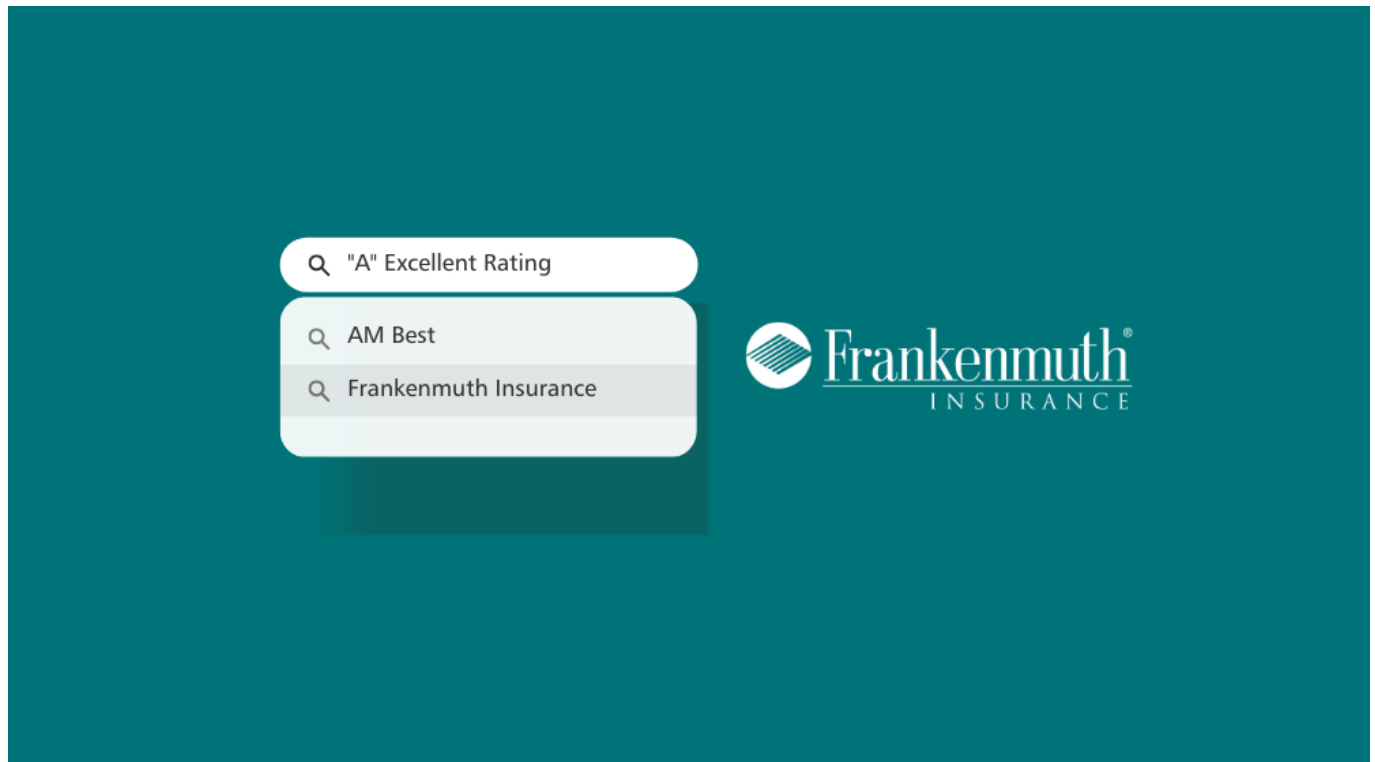 "A" Excellent Rating
AM Best
Frankenmuth Insurance
Frankenmuth®
INSURANCE